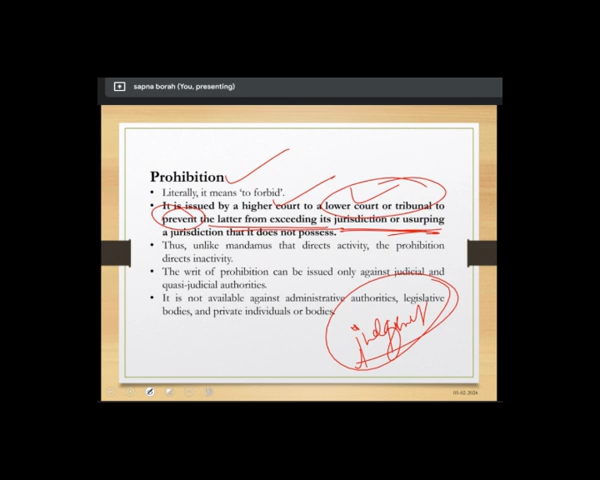 sapna borah (You, presenting)
Prohibition
• Literally, it means 'to forbid'.
• It is issued by a higher court to a lower court or tribunal to
prevent the latter from exceeding its jurisdiction or usurping
a jurisdiction that it does not possess.
• Thus, unlike mandamus that directs activity, the prohibition
directs inactivity.
• The writ of prohibition can be issued only against judicial and
quasi-judicial authorities.
• It is not available against administrative authorities, legislative
bodies, and private individuals or bodies.
05-02-2024